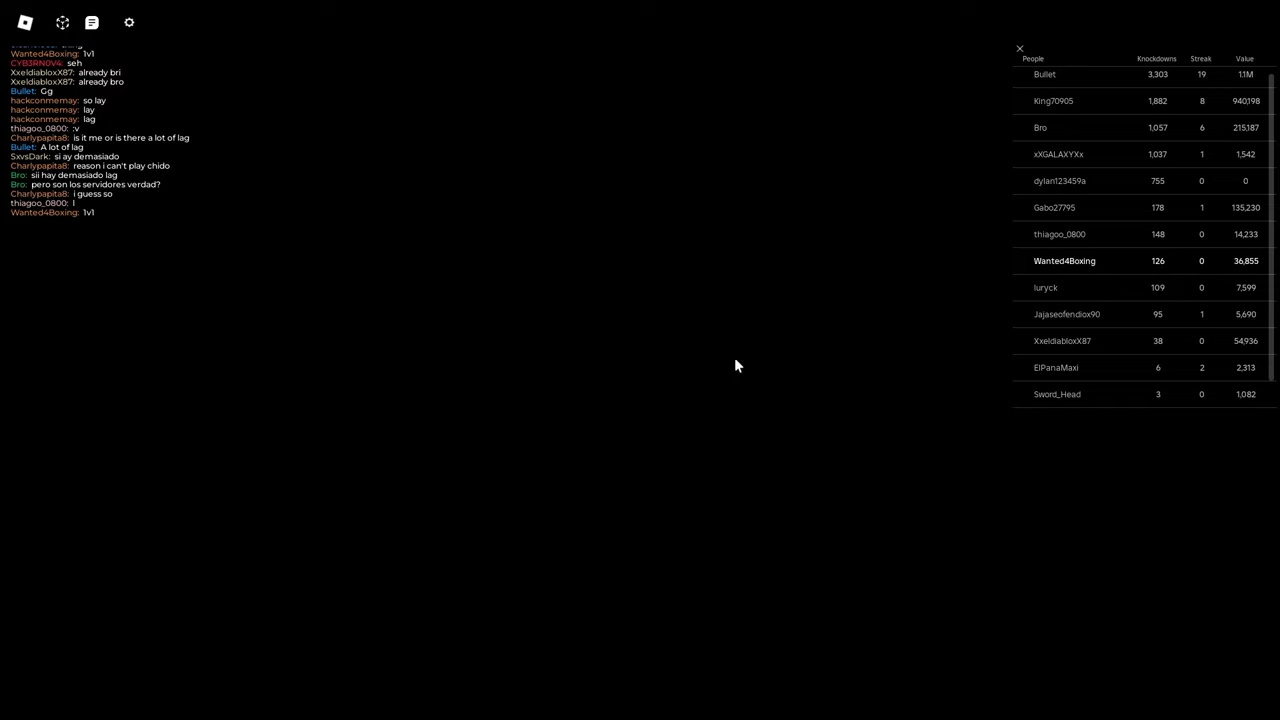 Wanted4Boxing: 1v1
CYB3RN0V4: seh
XxeldiabloxX87: already bri
XxeldiabloxX87: already bro
Bullet: Gg
hackconmemay: so lay
hackconmemay: lay
hackconmemay: lag
thiagoo_0800: :v
Charlypapita8: is it me or is there a lot of lag
Bullet: A lot of lag
SxvsDark: si ay demasiado
Charlypapita8: reason i can't play chido
Bro: sii hay demasiado lag
Bro: pero son los servidores verdad?
Charlypapita8: i guess so
thiagoo_0800: l
Wanted4Boxing: 1v1
People Knockdowns Streak Value
Bullet 3,303 19 1.1M
King70905 1,882 8 940,198
Bro 1,057 6 215,187
xXGALAXYXx 1,037 1 1,542
dylan123459a 755 0 0
Gabo27795 178 1 135,230
thiagoo_0800 148 0 14,233
Wanted4Boxing 126 0 36,855
luryck 109 0 7,599
Jajaseofendiox90 95 1 5,690
XxeldiabloxX87 38 0 54,936
ElPanaMaxi 6 2 2,313
Sword_Head 3 0 1,082